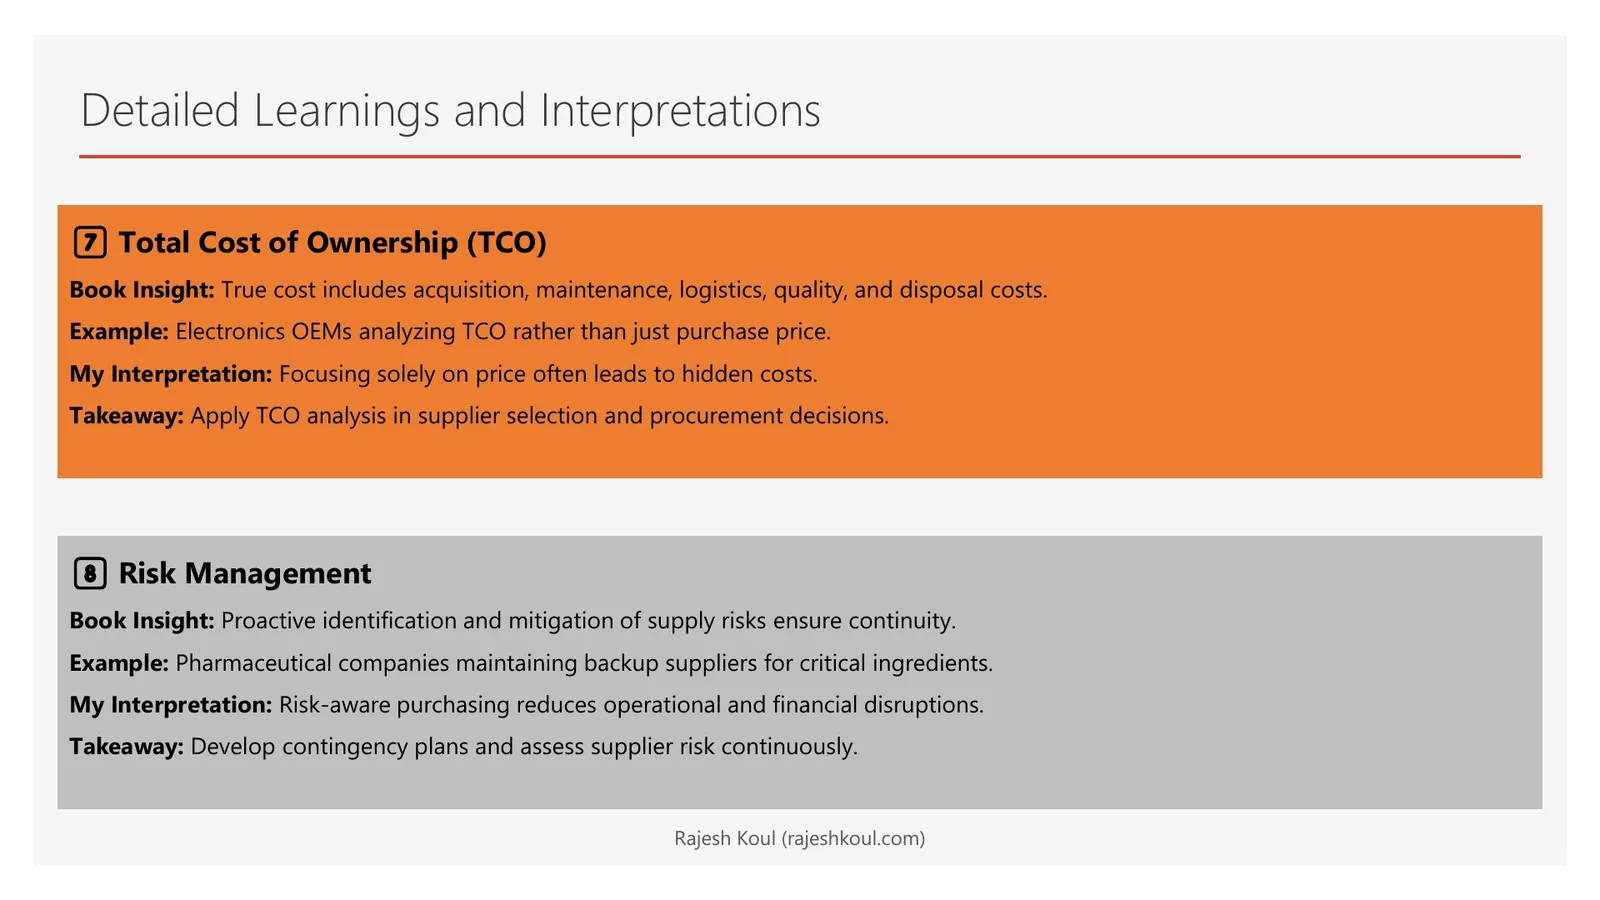 Detailed Learnings and Interpretations
7 Total Cost of Ownership (TCO)
Book Insight: True cost includes acquisition, maintenance, logistics, quality, and disposal costs.
Example: Electronics OEMs analyzing TCO rather than just purchase price.
My Interpretation: Focusing solely on price often leads to hidden costs.
Takeaway: Apply TCO analysis in supplier selection and procurement decisions.
8 Risk Management
Book Insight: Proactive identification and mitigation of supply risks ensure continuity.
Example: Pharmaceutical companies maintaining backup suppliers for critical ingredients.
My Interpretation: Risk-aware purchasing reduces operational and financial disruptions.
Takeaway: Develop contingency plans and assess supplier risk continuously.
Rajesh Koul (rajeshkoul.com)